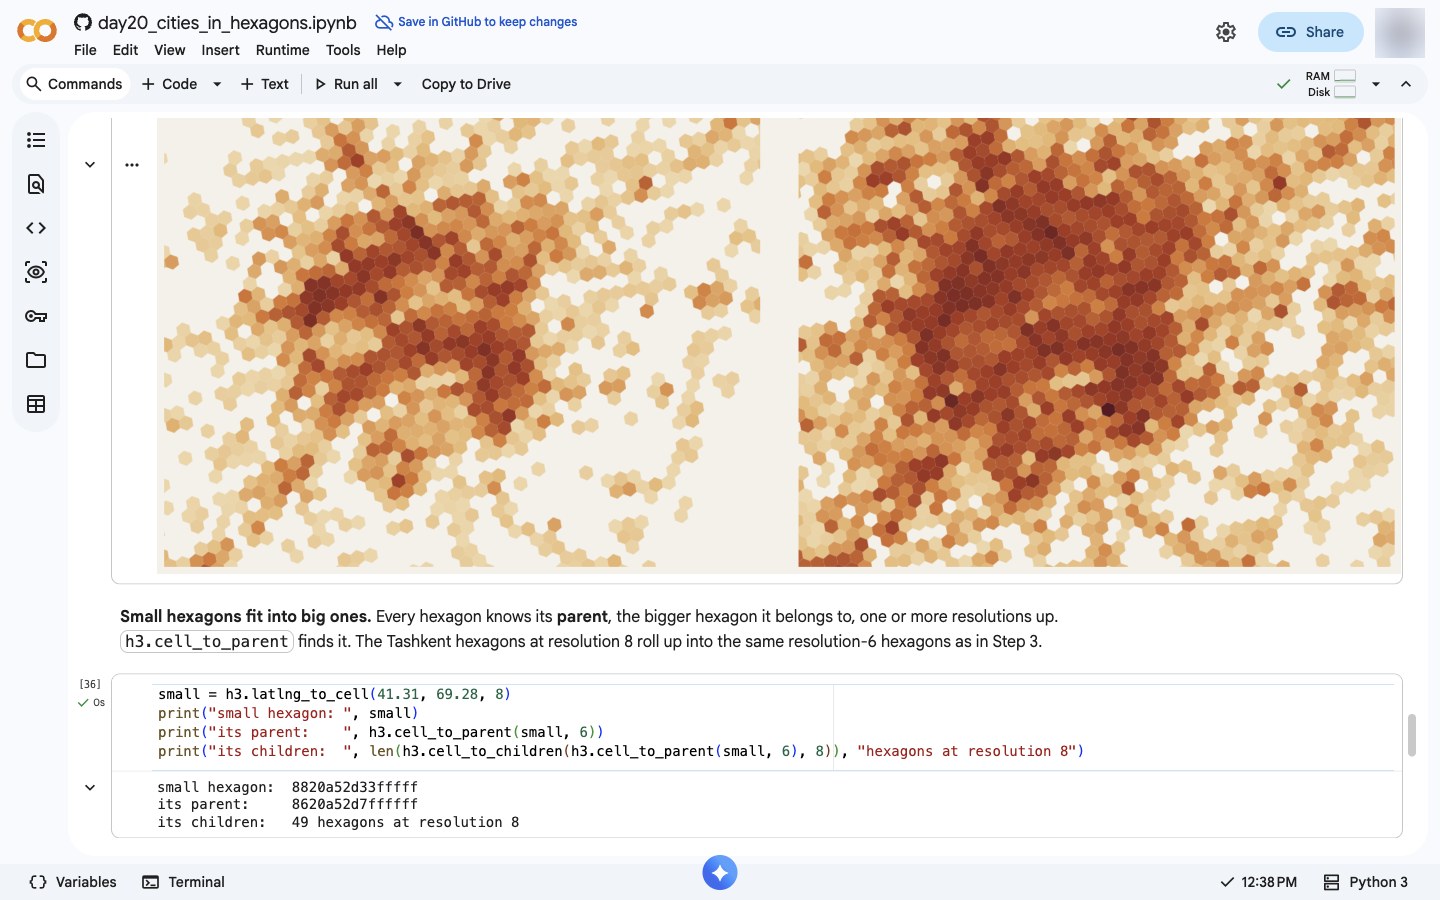 day20_cities_in_hexagons.ipynb
Save in GitHub to keep changes
File Edit View Insert Runtime Tools Help
Share
Commands + Code + Text Run all Copy to Drive
RAM
Disk
Small hexagons fit into big ones. Every hexagon knows its parent, the bigger hexagon it belongs to, one or more resolutions up.
h3.cell_to_parent finds it. The Tashkent hexagons at resolution 8 roll up into the same resolution-6 hexagons as in Step 3.
[36]
0s
small = h3.latlng_to_cell(41.31, 69.28, 8)
print("small hexagon: ", small)
print("its parent:    ", h3.cell_to_parent(small, 6))
print("its children:  ", len(h3.cell_to_children(h3.cell_to_parent(small, 6), 8)), "hexagons at resolution 8")
small hexagon:  8820a52d33fffff
its parent:     8620a52d7ffffff
its children:   49 hexagons at resolution 8
{} Variables Terminal
12:38 PM Python 3